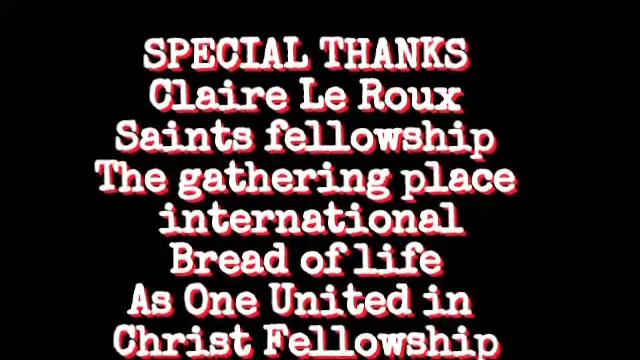 SPECIAL THANKS
Claire Le Roux
Saints fellowship
The gathering place
international
Bread of life
As One United in
Christ Fellowship